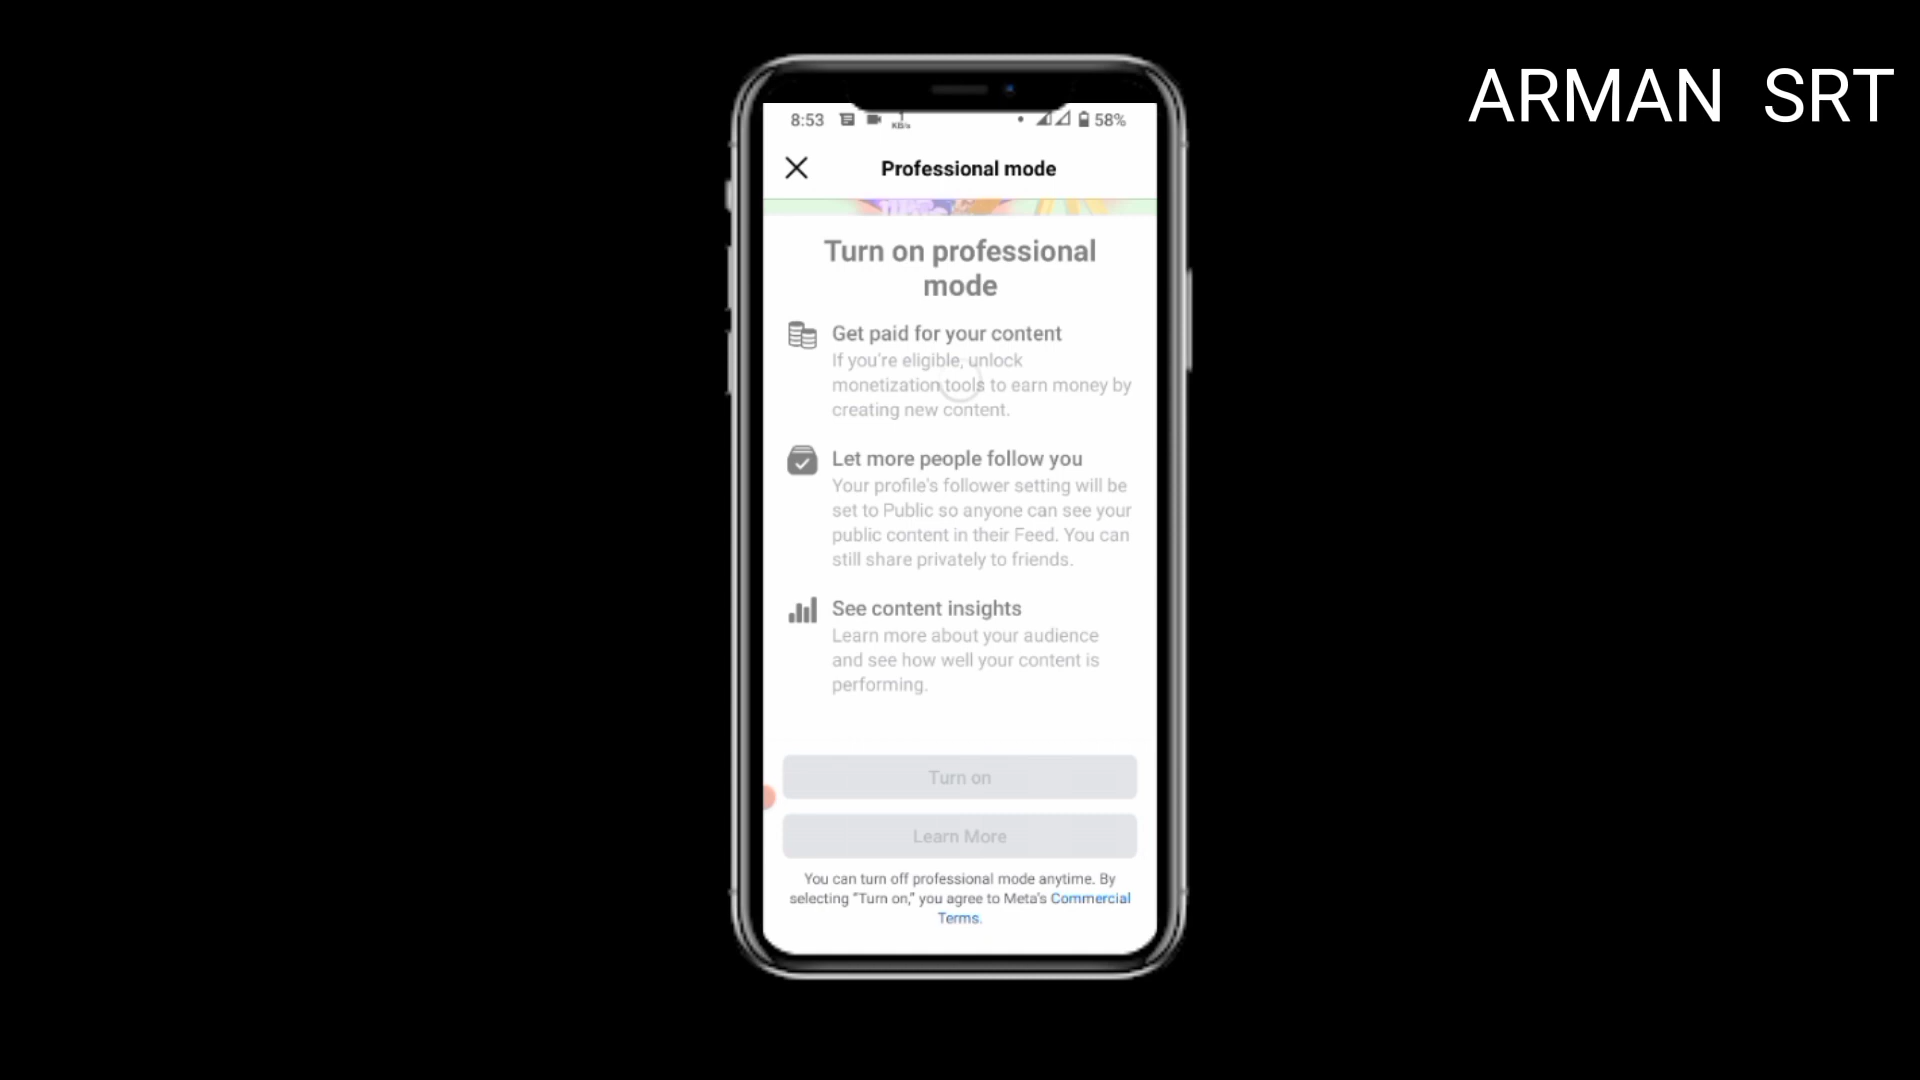 ARMAN SRT
8:53
1
KB/s
58%
Professional mode
Turn on professional
mode
Get paid for your content
If you're eligible, unlock
monetization tools to earn money by
creating new content.
Let more people follow you
Your profile's follower setting will be
set to Public so anyone can see your
public content in their Feed. You can
still share privately to friends.
See content insights
Learn more about your audience
and see how well your content is
performing.
Turn on
Learn More
You can turn off professional mode anytime. By
selecting “Turn on,” you agree to Meta's Commercial
Terms.